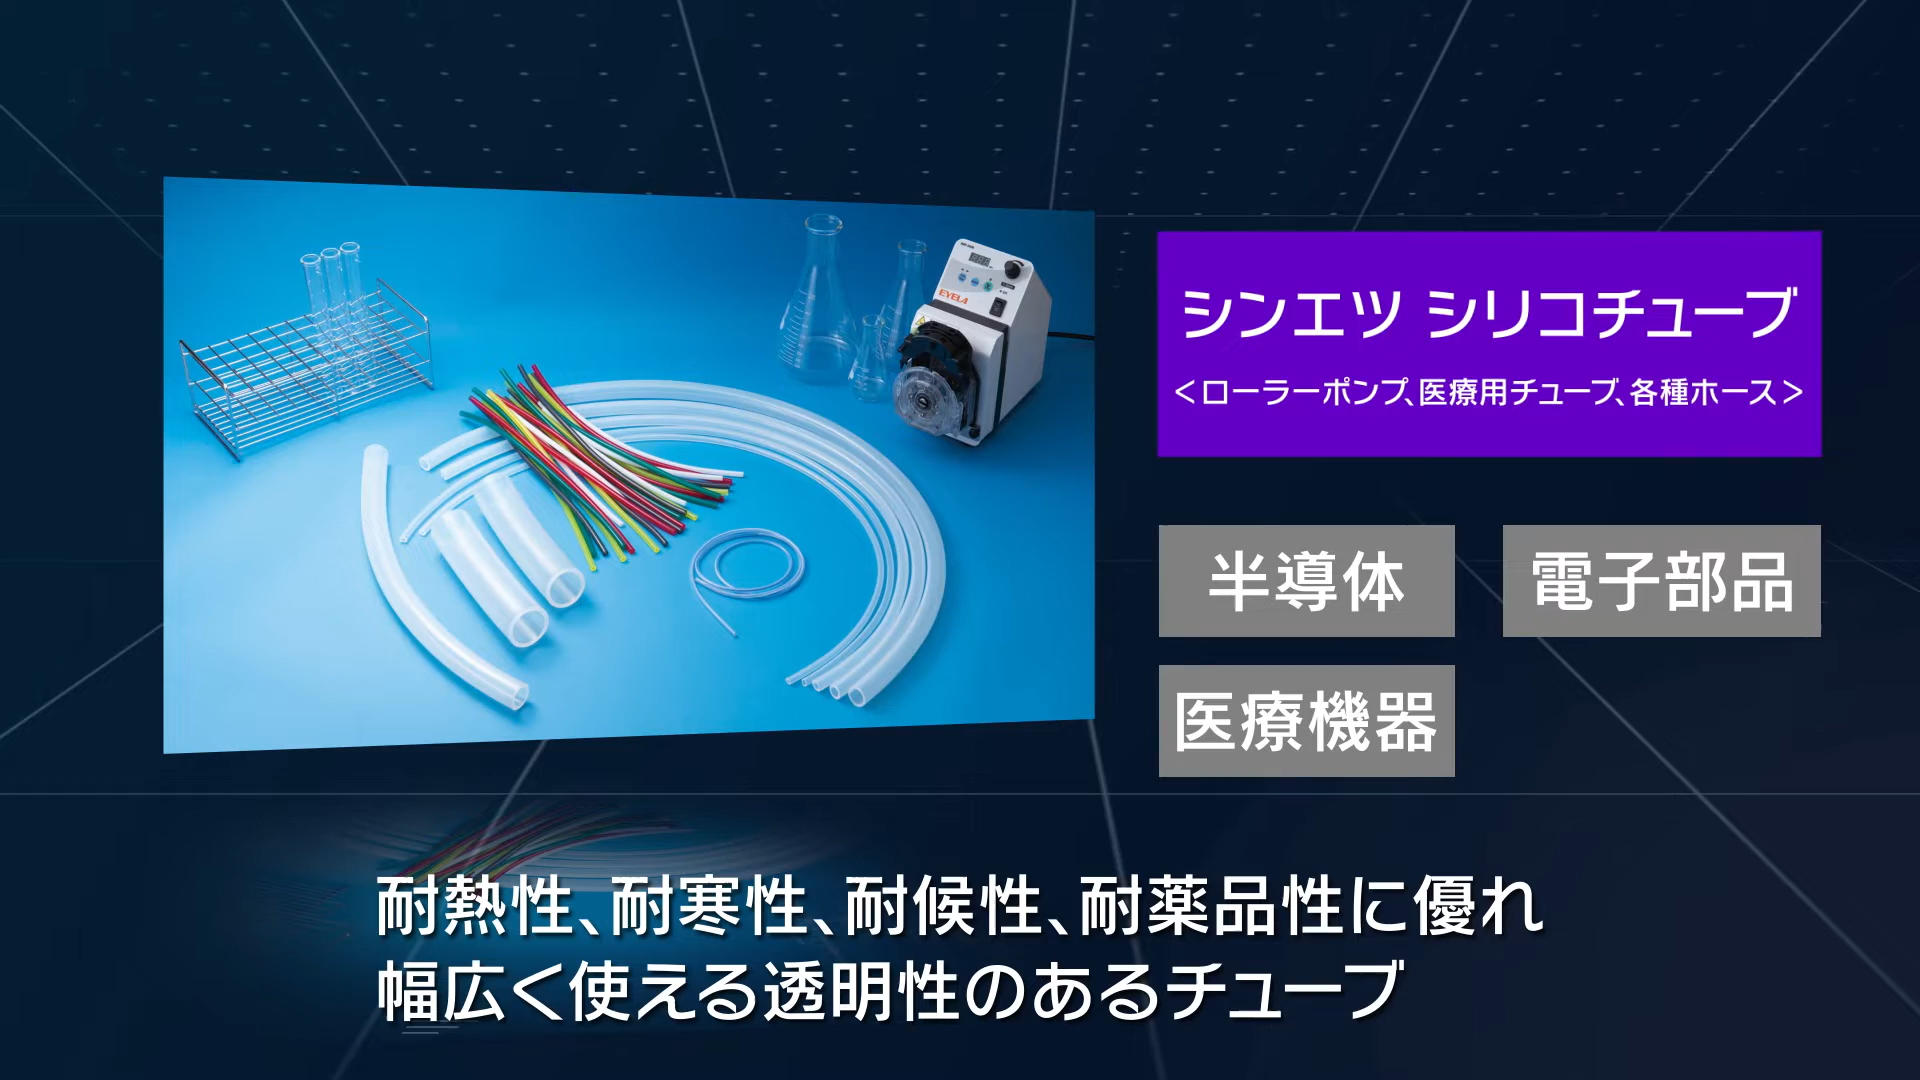 EYELA
シンエツ シリコチューブ
＜ローラーポンプ、医療用チューブ、各種ホース＞
半導体
電子部品
医療機器
耐熱性、耐寒性、耐候性、耐薬品性に優れ
幅広く使える透明性のあるチューブ